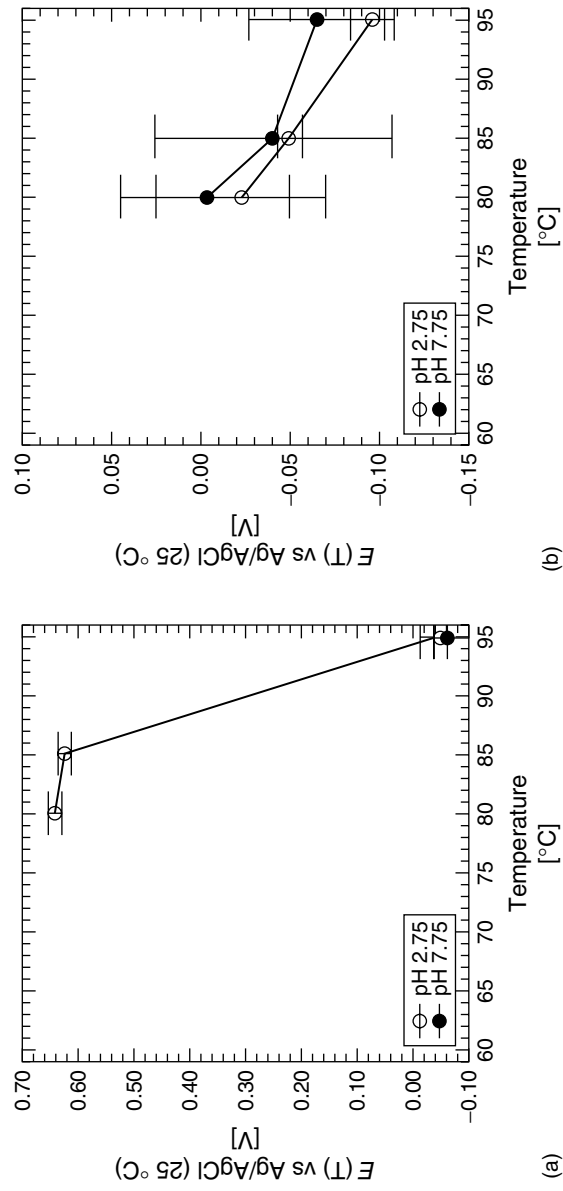 0.70
0.60
0.50
0.40
0.30
0.20
0.10
0.00
−0.10
E(T) vs Ag/AgCl (25 °C)
[V]
60 65 70 75 80 85 90 95
Temperature
[°C]
pH 2.75
pH 7.75
(a)
0.10
0.05
0.00
−0.05
−0.10
−0.15
E(T) vs Ag/AgCl (25 °C)
[V]
60 65 70 75 80 85 90 95
Temperature
[°C]
pH 2.75
pH 7.75
(b)